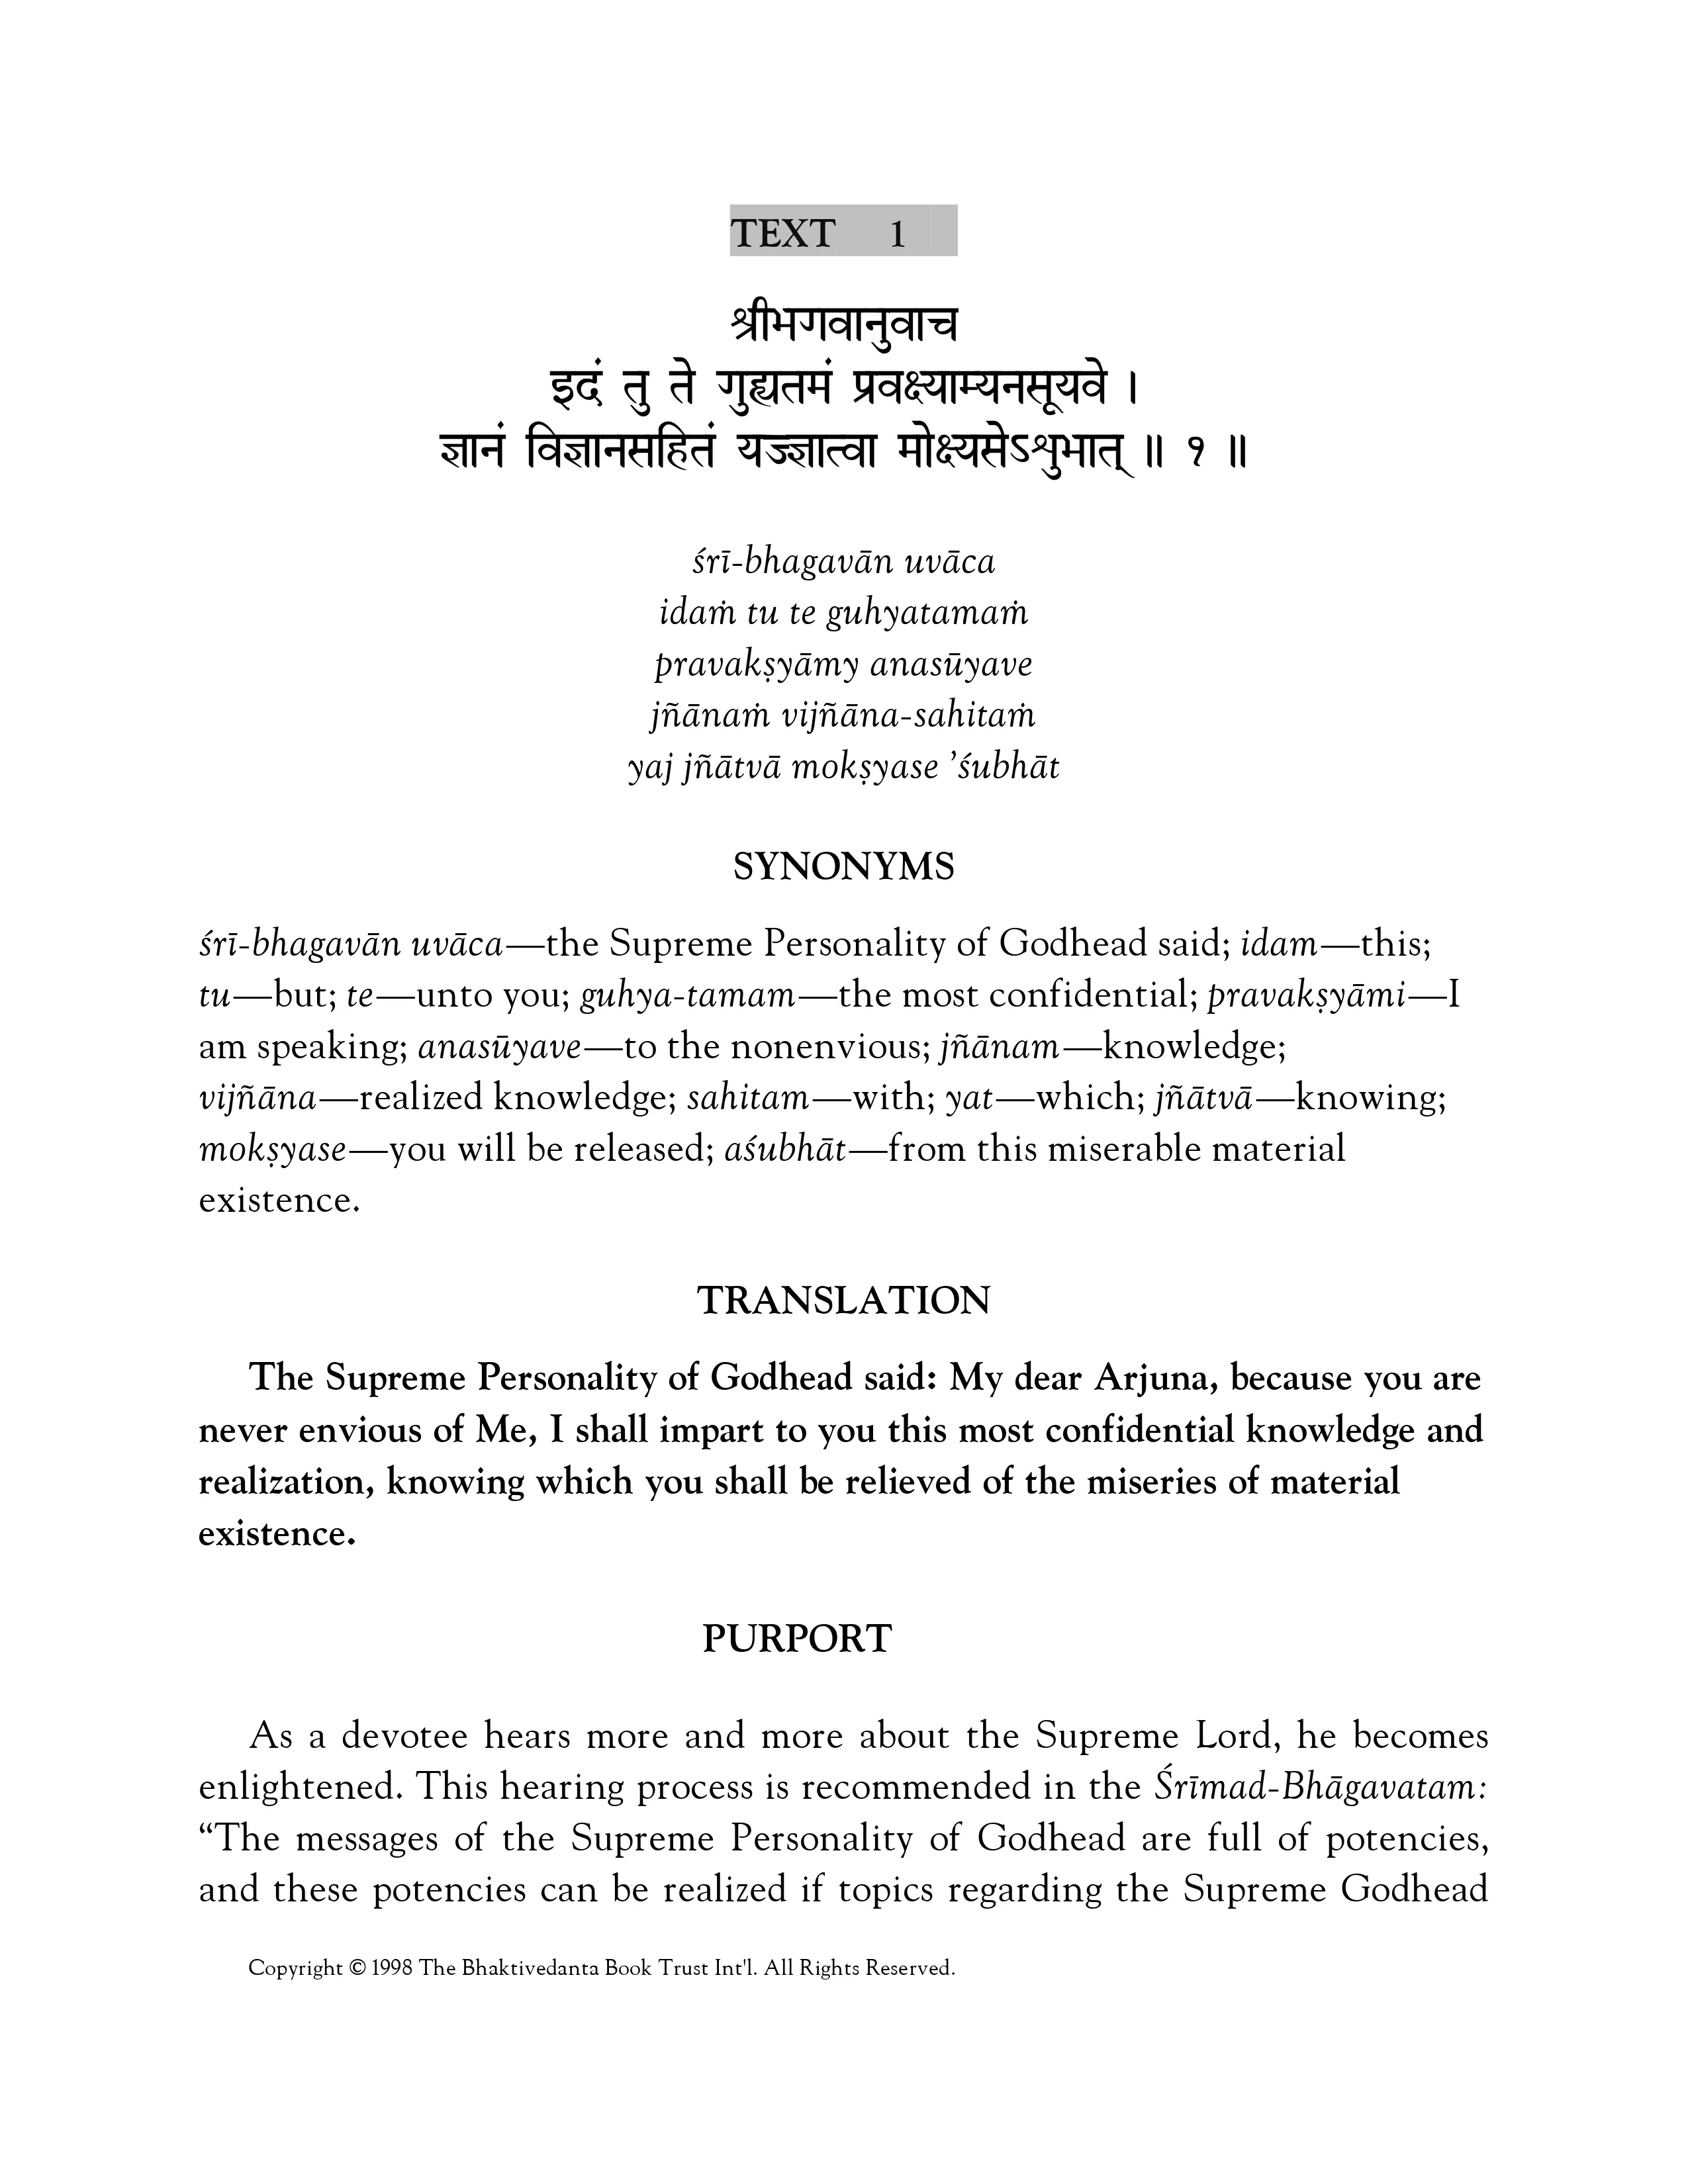 TEXT 1
श्रीभगवानुवाच
इदं तु ते गुह्यतमं प्रवक्ष्याम्यनसूयवे ।
ज्ञानं विज्ञानसहितं यज्ज्ञात्वा मोक्ष्यसेऽशुभात् ॥ १ ॥
śrī-bhagavān uvāca
idaṁ tu te guhyatamaṁ
pravakṣyāmy anasūyave
jñānaṁ vijñāna-sahitaṁ
yaj jñātvā mokṣyase ’śubhāt
SYNONYMS
śrī-bhagavān uvāca—the Supreme Personality of Godhead said; idam—this;
tu—but; te—unto you; guhya-tamam—the most confidential; pravakṣyāmi—I
am speaking; anasūyave—to the nonenvious; jñānam—knowledge;
vijñāna—realized knowledge; sahitam—with; yat—which; jñātvā—knowing;
mokṣyase—you will be released; aśubhāt—from this miserable material
existence.
TRANSLATION
The Supreme Personality of Godhead said: My dear Arjuna, because you are
never envious of Me, I shall impart to you this most confidential knowledge and
realization, knowing which you shall be relieved of the miseries of material
existence.
PURPORT
As a devotee hears more and more about the Supreme Lord, he becomes
enlightened. This hearing process is recommended in the Śrīmad-Bhāgavatam:
“The messages of the Supreme Personality of Godhead are full of potencies,
and these potencies can be realized if topics regarding the Supreme Godhead
Copyright © 1998 The Bhaktivedanta Book Trust Int'l. All Rights Reserved.